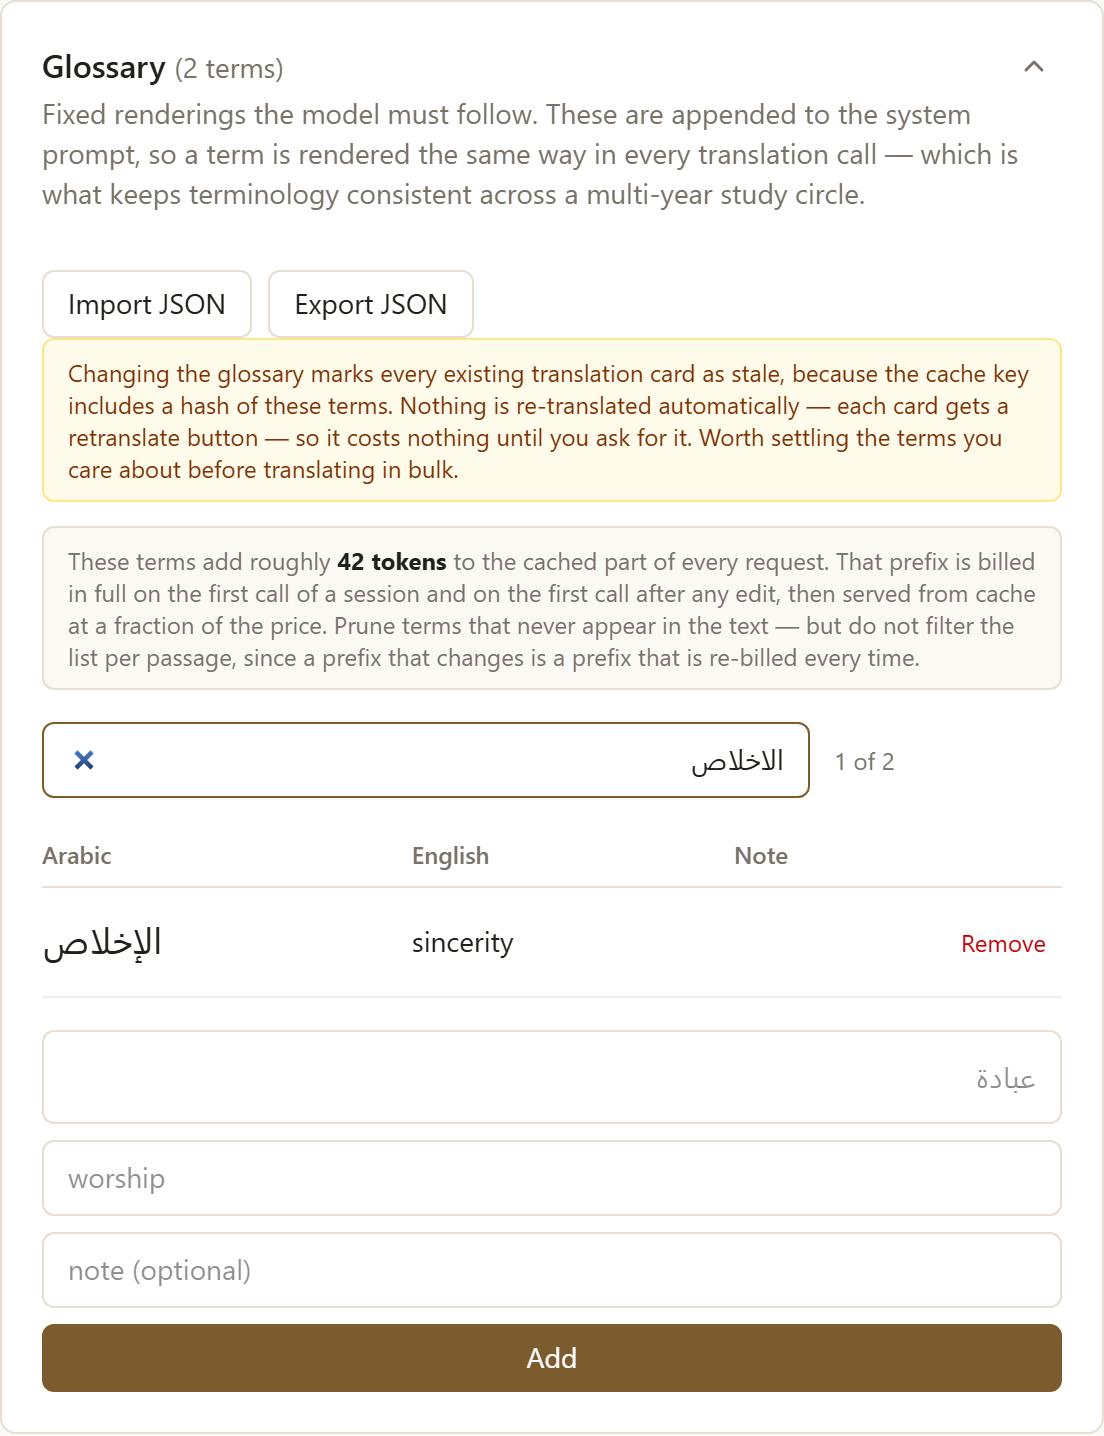 Glossary (2 terms)
Fixed renderings the model must follow. These are appended to the system
prompt, so a term is rendered the same way in every translation call — which is
what keeps terminology consistent across a multi-year study circle.
Import JSON Export JSON
Changing the glossary marks every existing translation card as stale, because the cache key
includes a hash of these terms. Nothing is re-translated automatically — each card gets a
retranslate button — so it costs nothing until you ask for it. Worth settling the terms you
care about before translating in bulk.
These terms add roughly 42 tokens to the cached part of every request. That prefix is billed
in full on the first call of a session and on the first call after any edit, then served from cache
at a fraction of the price. Prune terms that never appear in the text — but do not filter the
list per passage, since a prefix that changes is a prefix that is re-billed every time.
الاخلاص 1 of 2
Arabic English Note
الإخلاص sincerity Remove
عبادة
worship
note (optional)
Add